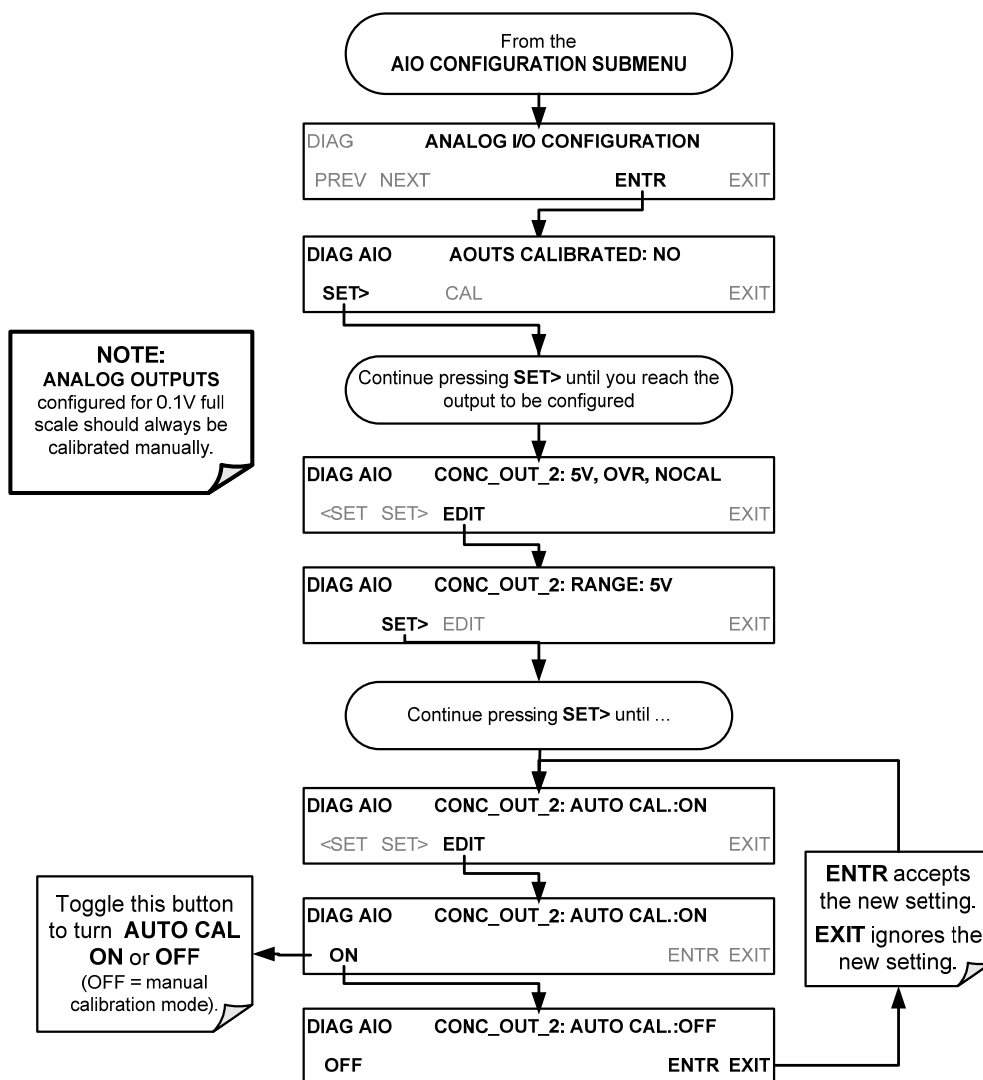 From the
AIO CONFIGURATION SUBMENU
DIAG ANALOG I/O CONFIGURATION
PREV NEXT ENTR EXIT
DIAG AIO AOUTS CALIBRATED: NO
SET> CAL EXIT
NOTE:
ANALOG OUTPUTS
configured for 0.1V full
scale should always be
calibrated manually.
Continue pressing SET> until you reach the
output to be configured
DIAG AIO CONC_OUT_2: 5V, OVR, NOCAL
<SET SET> EDIT EXIT
DIAG AIO CONC_OUT_2: RANGE: 5V
SET> EDIT EXIT
Continue pressing SET> until ...
DIAG AIO CONC_OUT_2: AUTO CAL.:ON
<SET SET> EDIT EXIT
Toggle this button
to turn AUTO CAL
ON or OFF
(OFF = manual
calibration mode).
DIAG AIO CONC_OUT_2: AUTO CAL.:ON
ON ENTR EXIT
ENTR accepts
the new setting.
EXIT ignores the
new setting.
DIAG AIO CONC_OUT_2: AUTO CAL.:OFF
OFF ENTR EXIT